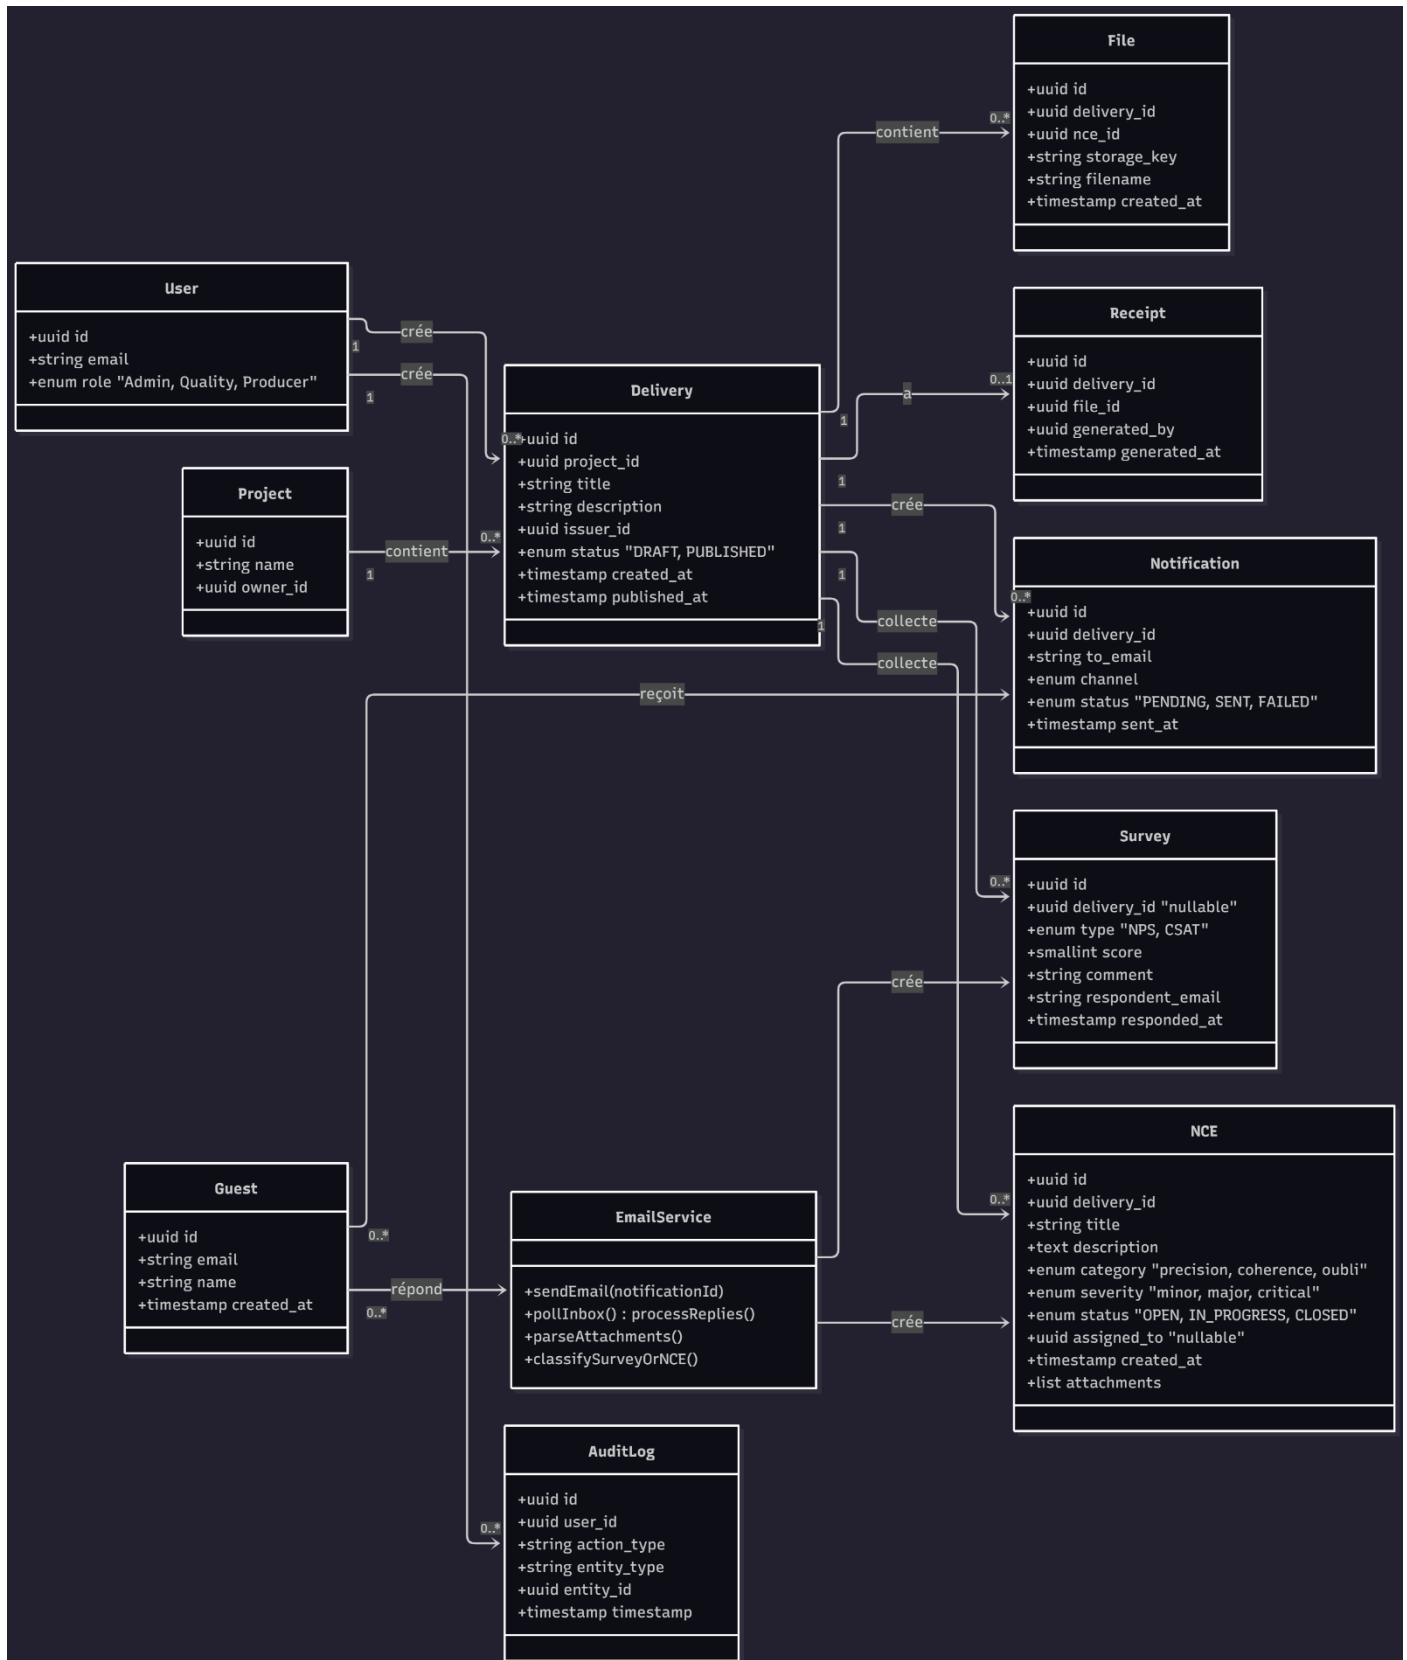 File
+uuid id
+uuid delivery_id
+uuid nce_id
+string storage_key
+string filename
+timestamp created_at
contient
0..*
User
+uuid id
+string email
+enum role "Admin, Quality, Producer"
crée
1
crée
1
Receipt
+uuid id
+uuid delivery_id
+uuid file_id
+uuid generated_by
+timestamp generated_at
a
0..1
Delivery
0..*
+uuid id
+uuid project_id
+string title
+string description
+uuid issuer_id
+enum status "DRAFT, PUBLISHED"
+timestamp created_at
+timestamp published_at
1
1
1
1
1
Project
+uuid id
+string name
+uuid owner_id
contient
1
0..*
crée
collecte
collecte
Notification
0..*
+uuid id
+uuid delivery_id
+string to_email
+enum channel
+enum status "PENDING, SENT, FAILED"
+timestamp sent_at
reçoit
Survey
0..*
+uuid id
+uuid delivery_id "nullable"
+enum type "NPS, CSAT"
+smallint score
+string comment
+string respondent_email
+timestamp responded_at
crée
Guest
+uuid id
+string email
+string name
+timestamp created_at
0..*
répond
0..*
EmailService
+sendEmail(notificationId)
+pollInbox() : processReplies()
+parseAttachments()
+classifySurveyOrNCE()
crée
NCE
0..*
+uuid id
+uuid delivery_id
+string title
+text description
+enum category "precision, coherence, oubli"
+enum severity "minor, major, critical"
+enum status "OPEN, IN_PROGRESS, CLOSED"
+uuid assigned_to "nullable"
+timestamp created_at
+list attachments
AuditLog
0..*
+uuid id
+uuid user_id
+string action_type
+string entity_type
+uuid entity_id
+timestamp timestamp